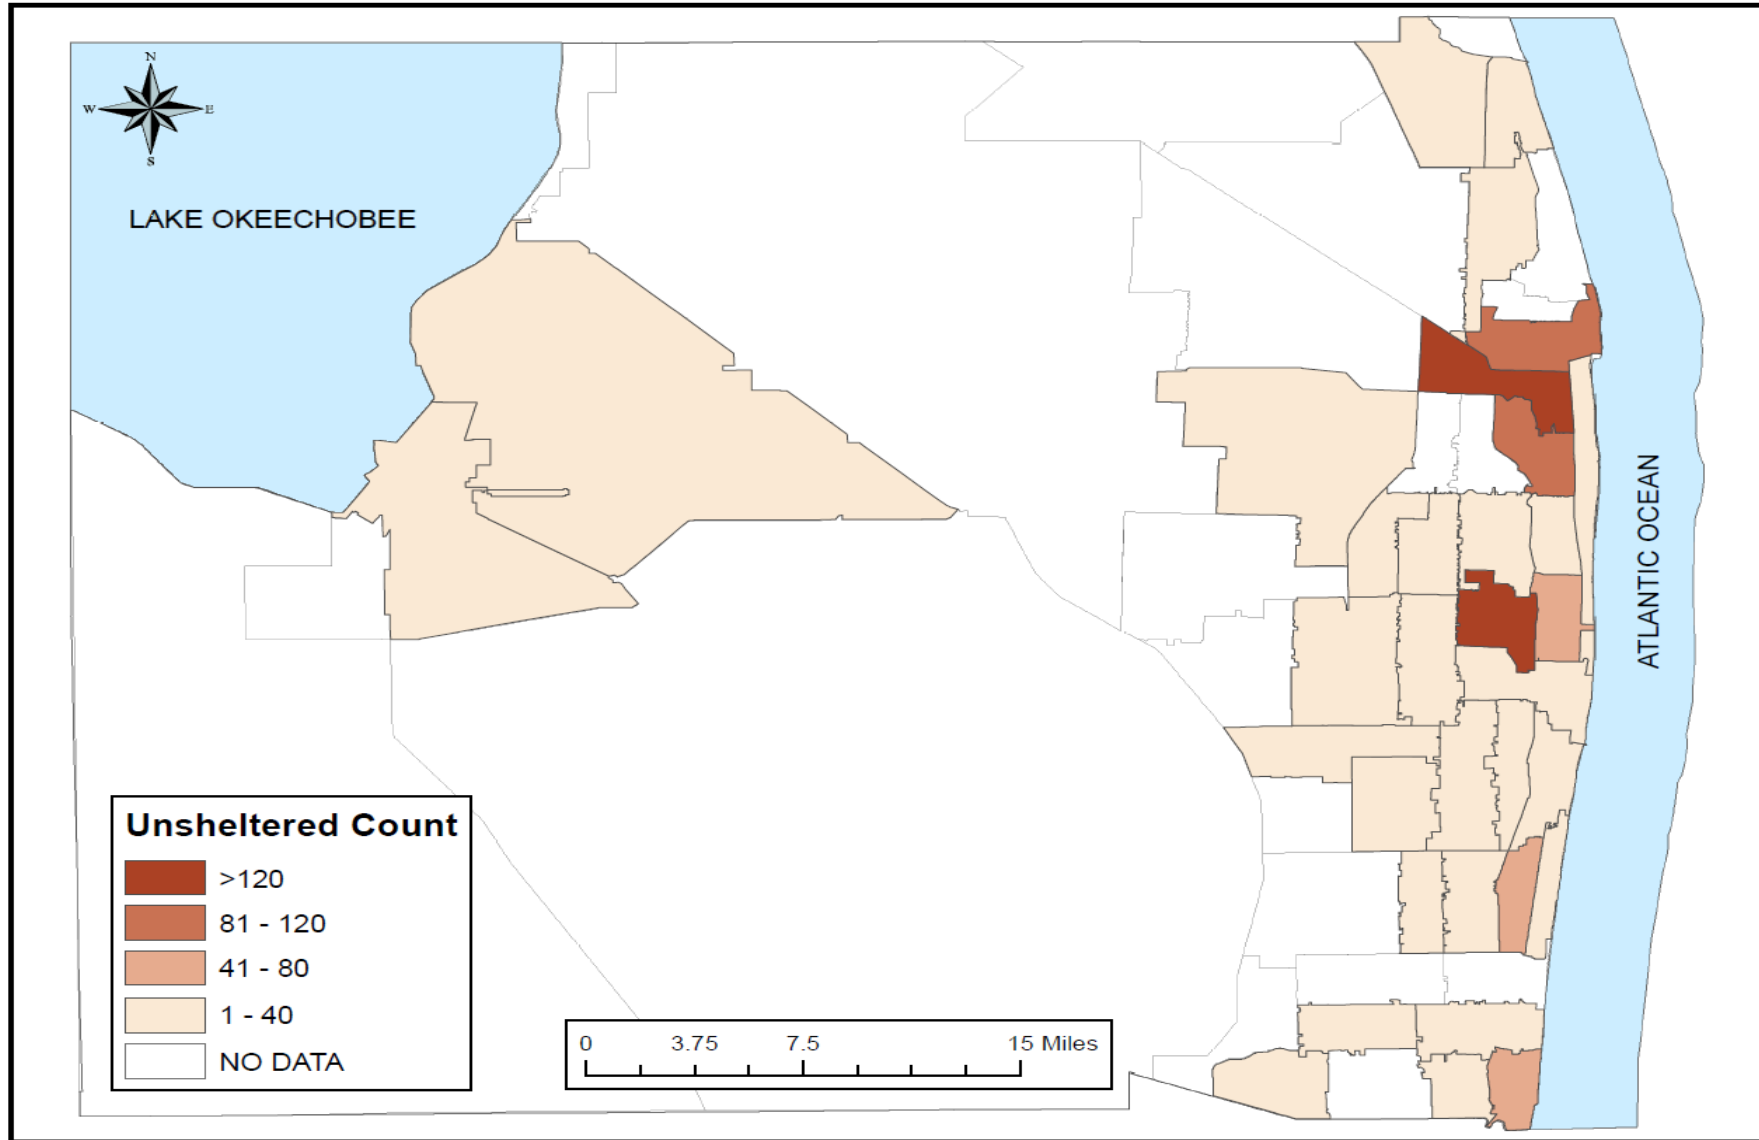 N
W E
S
LAKE OKEECHOBEE
ATLANTIC OCEAN
Unsheltered Count
>120
81 - 120
41 - 80
1 - 40
NO DATA
0 3.75 7.5 15 Miles